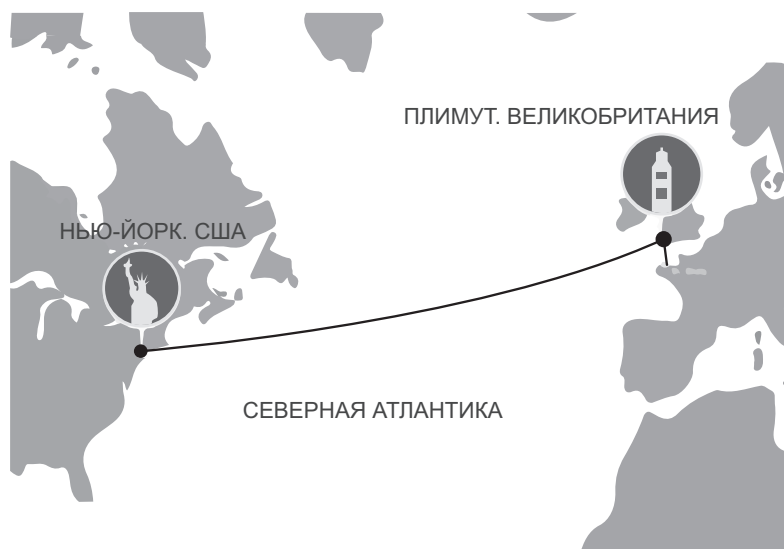 ПЛИМУТ. ВЕЛИКОБРИТАНИЯ
НЬЮ-ЙОРК. США
СЕВЕРНАЯ АТЛАНТИКА